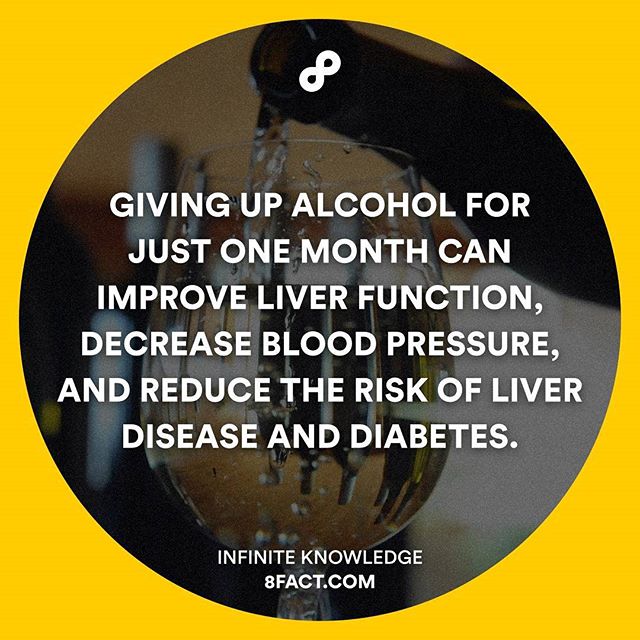 GIVING UP ALCOHOL FOR
JUST ONE MONTH CAN
IMPROVE LIVER FUNCTION,
DECREASE BLOOD PRESSURE,
AND REDUCE THE RISK OF LIVER
DISEASE AND DIABETES.
INFINITE KNOWLEDGE
8FACT.COM